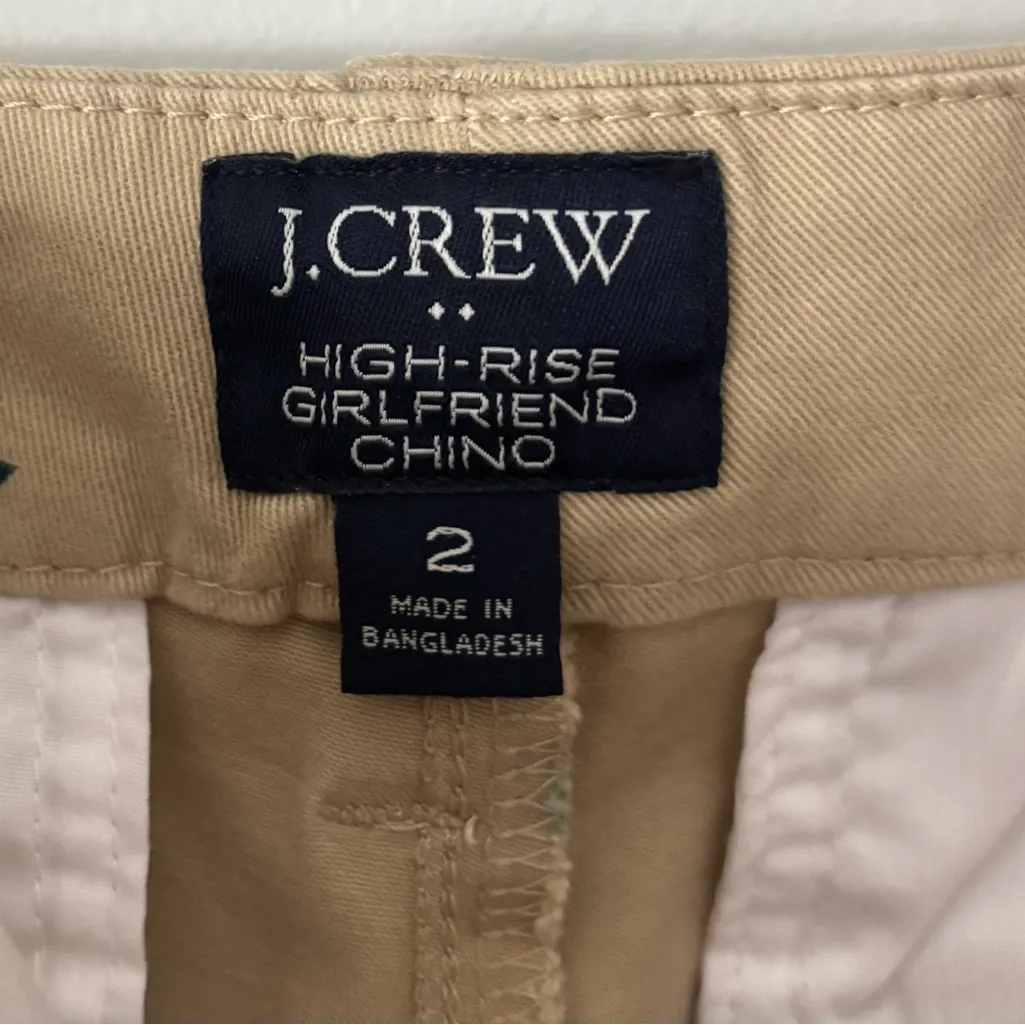 J.CREW
HIGH-RISE
GIRLFRIEND
CHINO
2
MADE IN
BANGLADESH